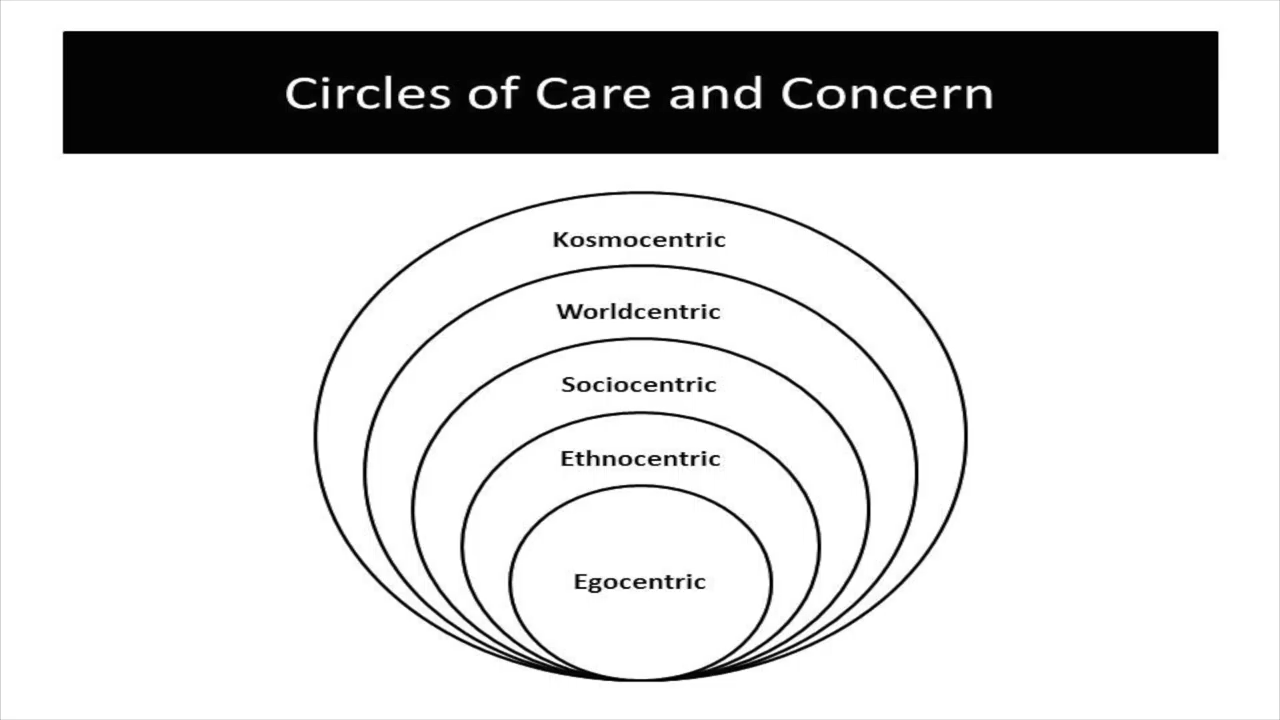 Circles of Care and Concern
Kosmocentric
Worldcentric
Sociocentric
Ethnocentric
Egocentric